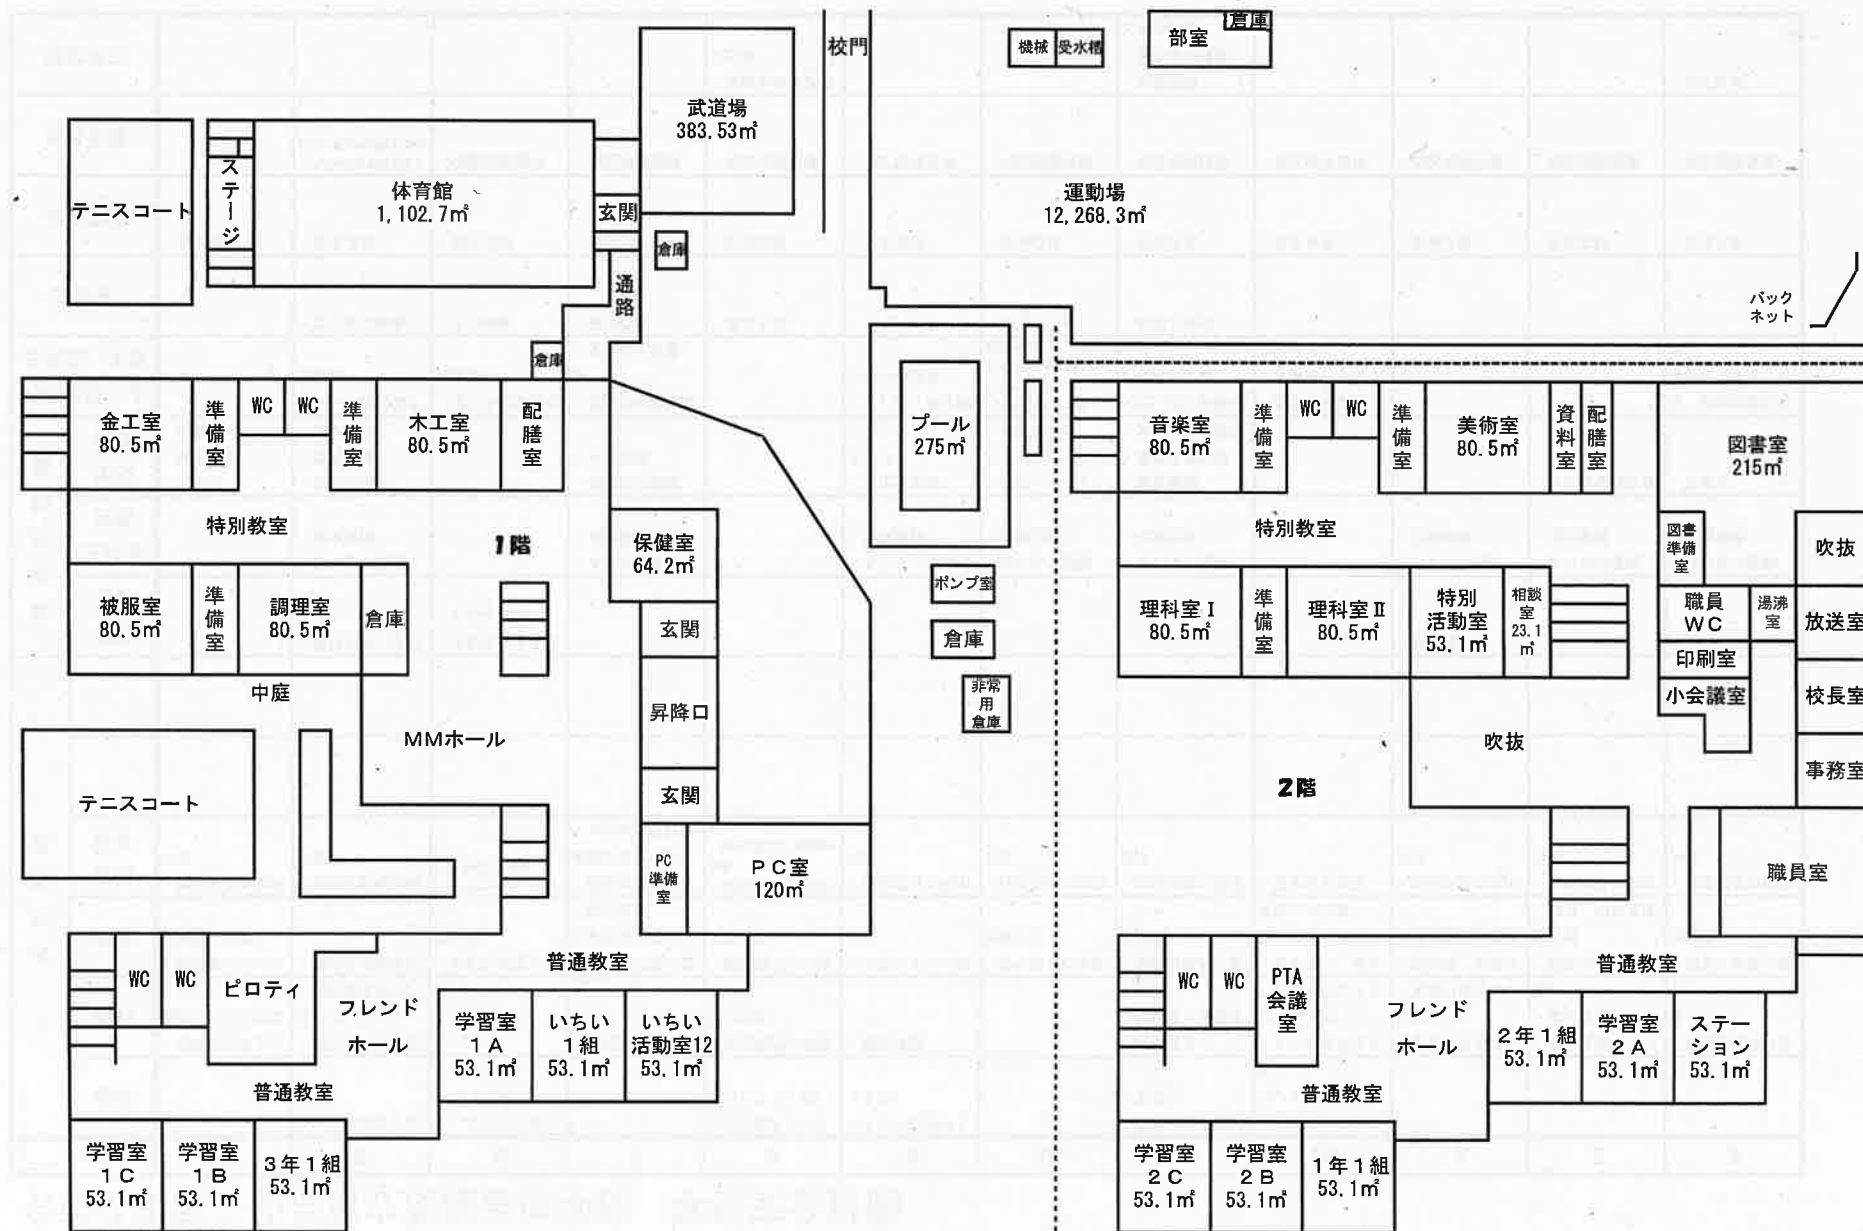 校門
機械
受水槽
部室
倉庫
武道場
383.53㎡
テニスコート
ステージ
体育館
1,102.7㎡
玄関
倉庫
通路
倉庫
運動場
12,268.3㎡
バック
ネット
金工室
80.5㎡
準備室
WC
WC
準備室
木工室
80.5㎡
配膳室
特別教室
1階
被服室
80.5㎡
準備室
調理室
80.5㎡
倉庫
中庭
テニスコート
MMホール
保健室
64.2㎡
玄関
昇降口
玄関
PC
準備
室
PC室
120㎡
プール
275㎡
ポンプ室
倉庫
非常
用
倉庫
WC
WC
ピロティ
フレンド
ホール
普通教室
学習室
1A
53.1㎡
いちい
1組
53.1㎡
いちい
活動室12
53.1㎡
普通教室
学習室
1C
53.1㎡
学習室
1B
53.1㎡
3年1組
53.1㎡
音楽室
80.5㎡
準備室
WC
WC
準備室
美術室
80.5㎡
資料室
配膳室
図書室
215㎡
特別教室
図書
準備
室
吹抜
理科室Ⅰ
80.5㎡
準備室
理科室Ⅱ
80.5㎡
特別
活動室
53.1㎡
相談
室
23.1
㎡
職員
WC
湯沸
室
放送室
印刷室
小会議室
校長室
吹抜
事務室
2階
職員室
WC
WC
PTA
会議
室
フレンド
ホール
普通教室
2年1組
53.1㎡
学習室
2A
53.1㎡
ステー
ション
53.1㎡
普通教室
学習室
2C
53.1㎡
学習室
2B
53.1㎡
1年1組
53.1㎡